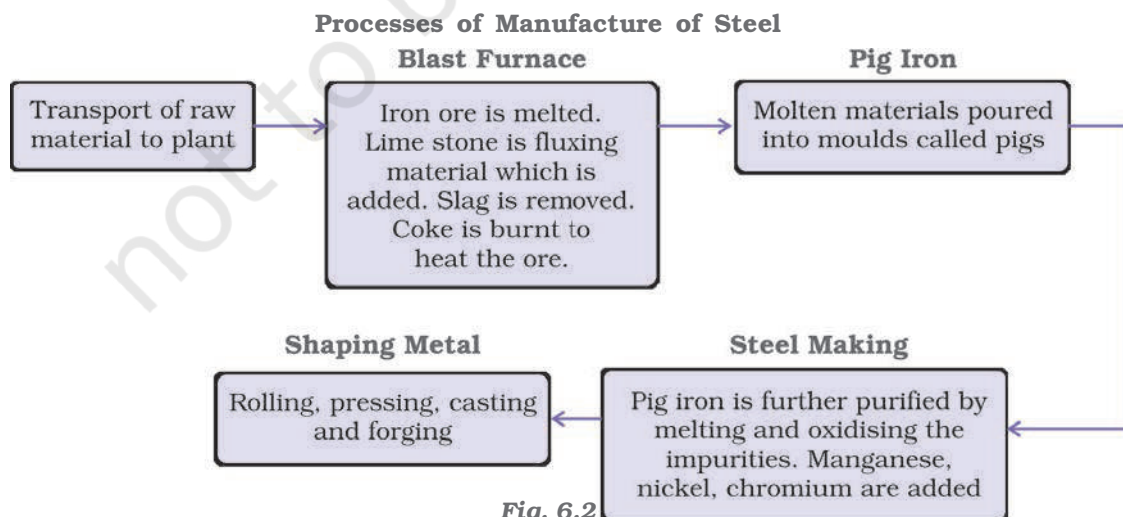 Processes of Manufacture of Steel
Blast Furnace
Pig Iron
Transport of raw
material to plant
Iron ore is melted.
Lime stone is fluxing
material which is
added. Slag is removed.
Coke is burnt to
heat the ore.
Molten materials poured
into moulds called pigs
Shaping Metal
Steel Making
Rolling, pressing, casting
and forging
Pig iron is further purified by
melting and oxidising the
impurities. Manganese,
nickel, chromium are added
Fig. 6.2
not to b